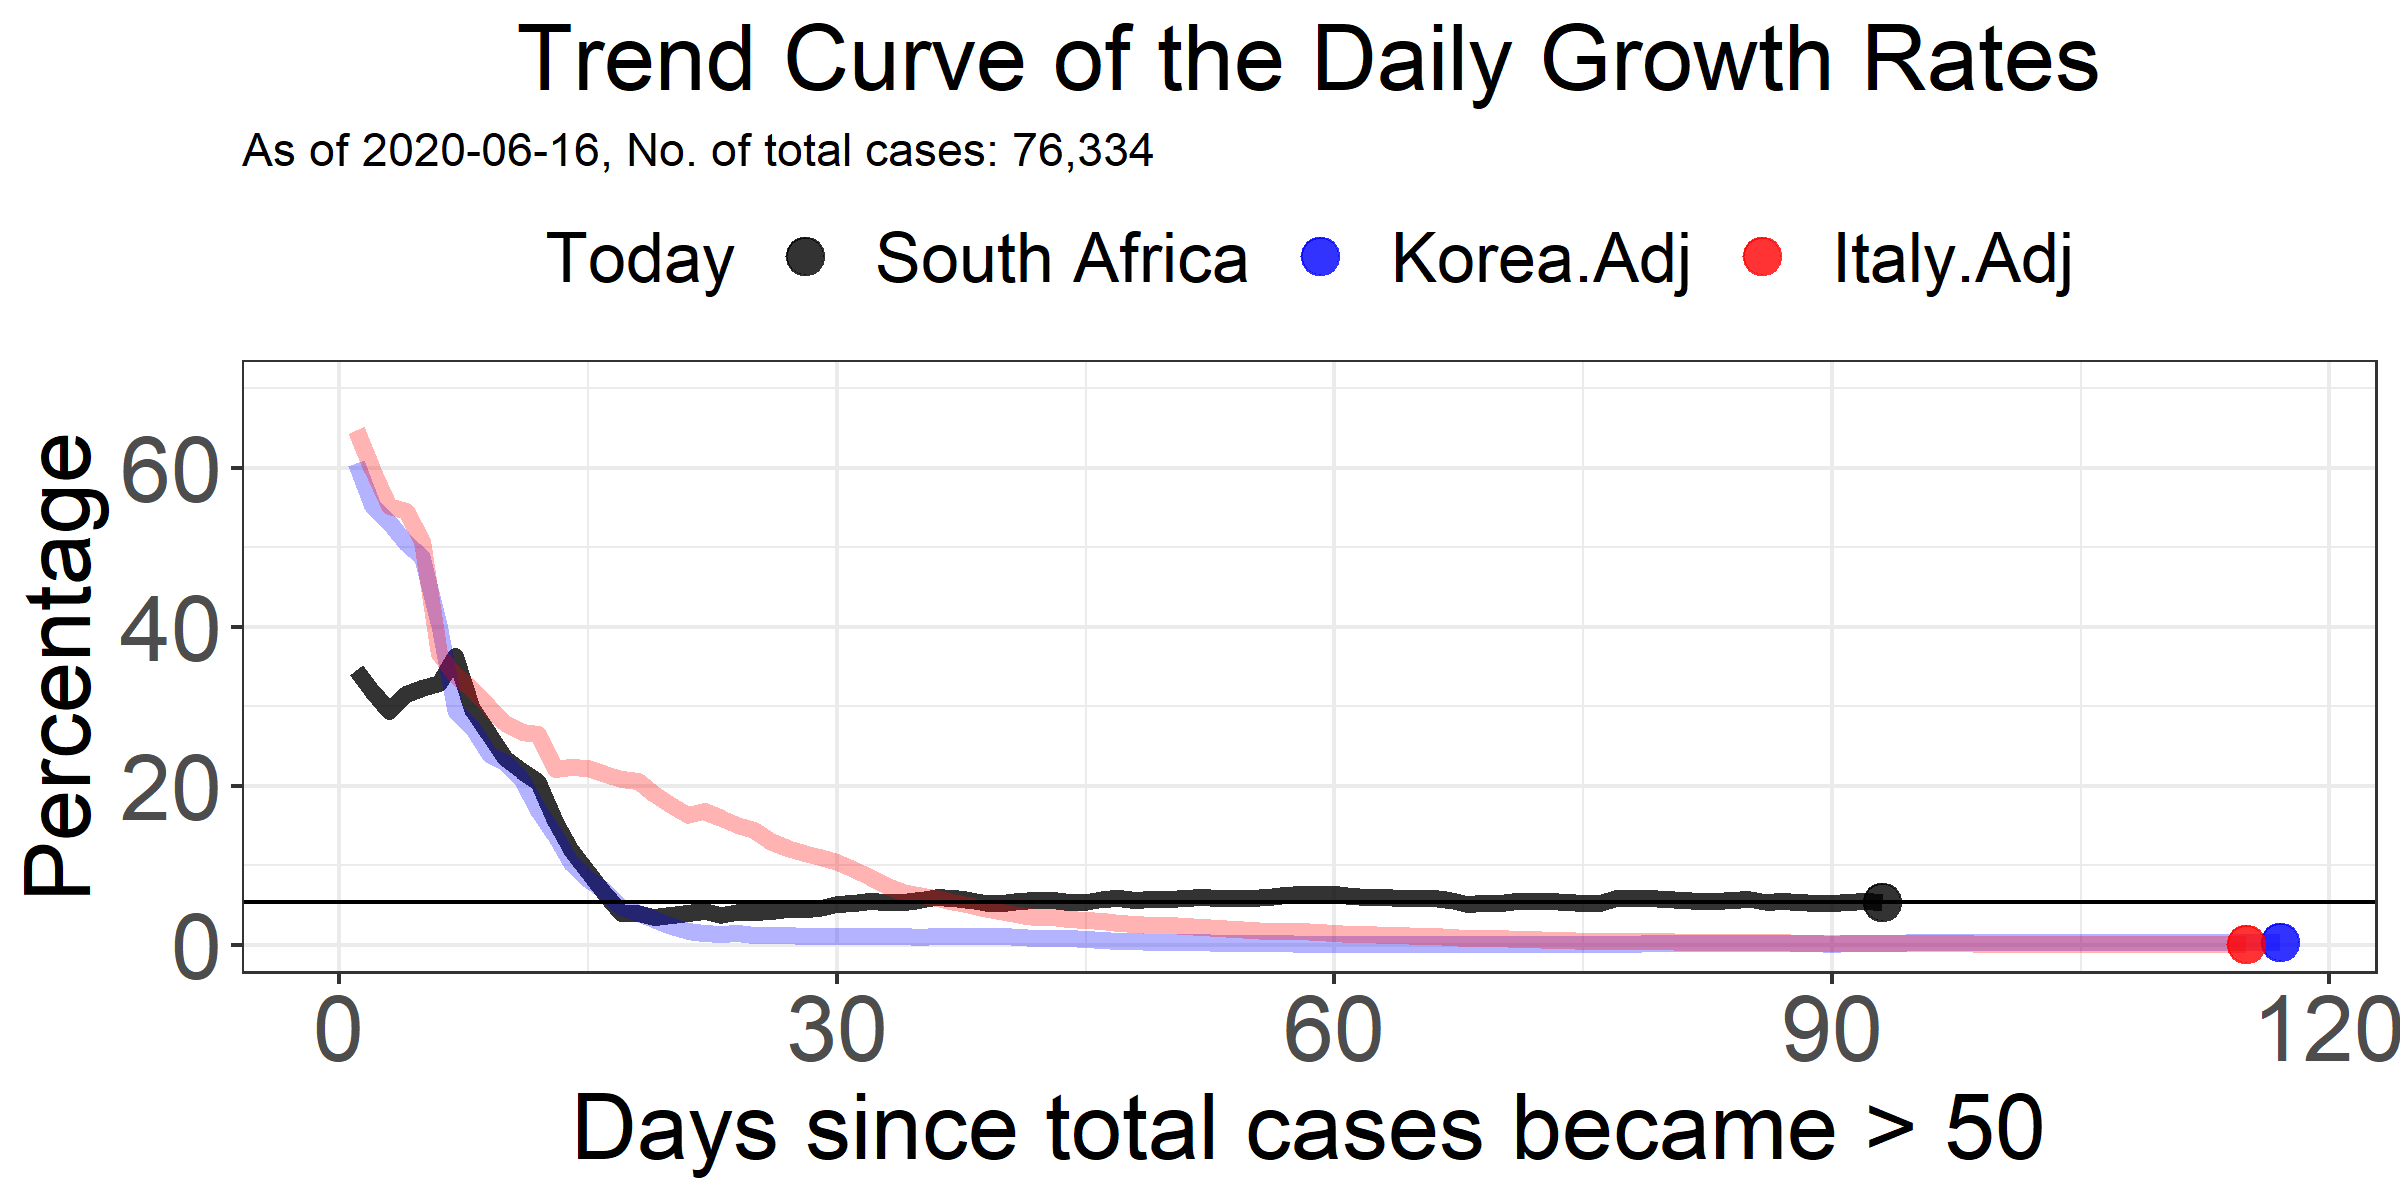 Trend Curve of the Daily Growth Rates
As of 2020-06-16, No. of total cases: 76,334
Today South Africa Korea.Adj Italy.Adj
Percentage
60
40
20
0
0 30 60 90 120
Days since total cases became > 50